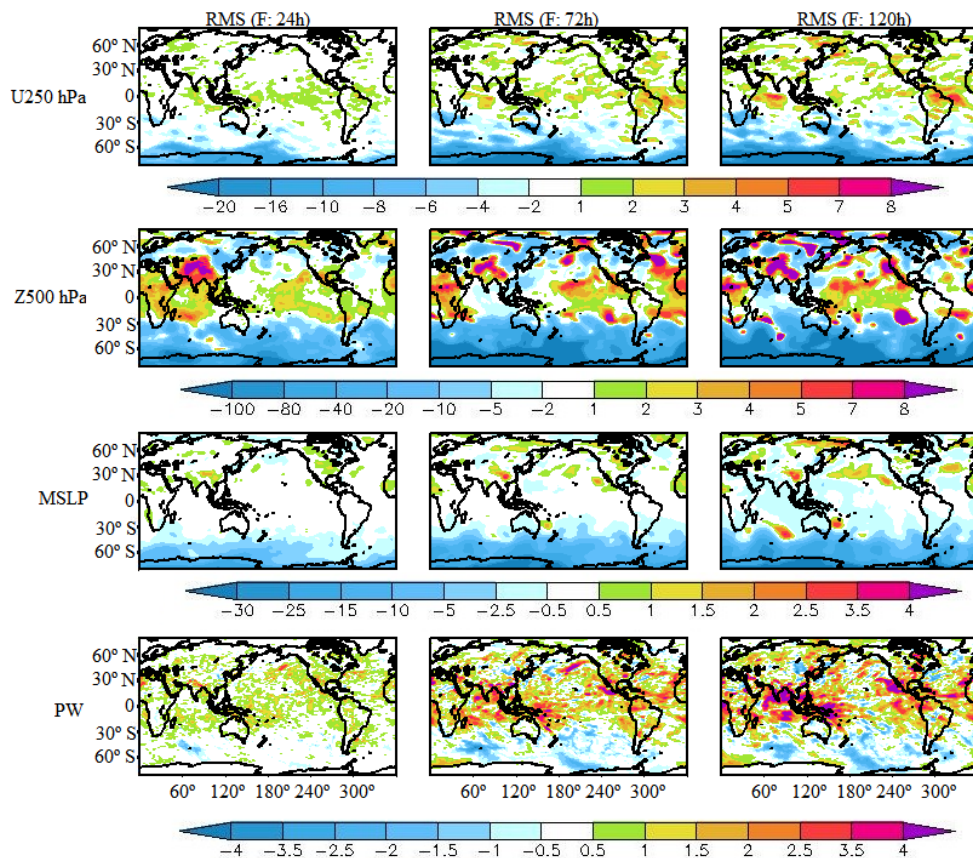 RMS (F: 24h) RMS (F: 72h) RMS (F: 120h)
60° N
30° N
U250 hPa 0
30° S
60° S
-20 -16 -10 -8 -6 -4 -2 1 2 3 4 5 7 8
60° N
30° N
Z500 hPa 0
30° S
60° S
-100 -80 -40 -20 -10 -5 -2 1 2 3 4 5 7 8
60° N
30° N
MSLP 0
30° S
60° S
-30 -25 -15 -10 -5 -2.5 -0.5 0.5 1 1.5 2 2.5 3.5 4
60° N
30° N
PW 0
30° S
60° S
60° 120° 180° 240° 300° 60° 120° 180° 240° 300° 60° 120° 180° 240° 300°
-4 -3.5 -2.5 -2 -1.5 -1 -0.5 0.5 1 1.5 2 2.5 3.5 4